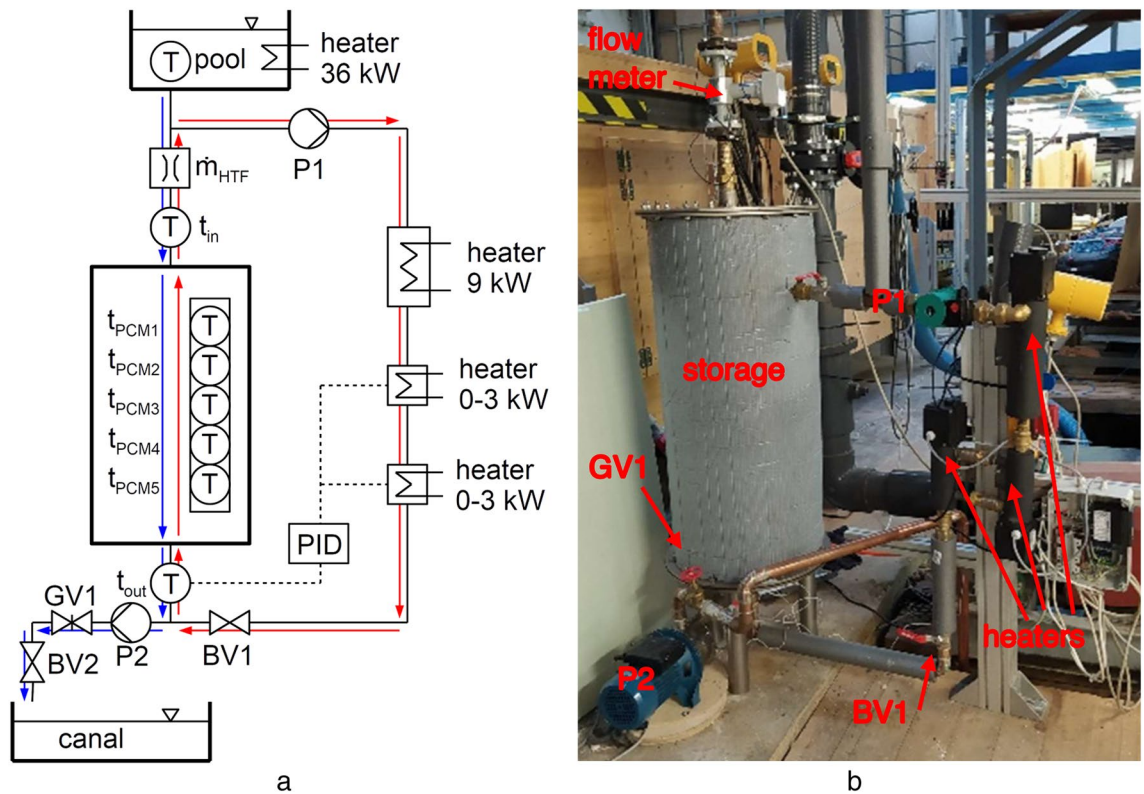 T
pool
heater
36 kW
P1
ṁHTF
T
tin
heater
9 kW
tPCM1
T
tPCM2
T
tPCM3
T
tPCM4
T
tPCM5
T
heater
0-3 kW
heater
0-3 kW
PID
tout
T
GV1
P2
BV1
BV2
canal
a
flow
meter
P1
storage
GV1
heaters
P2
BV1
b